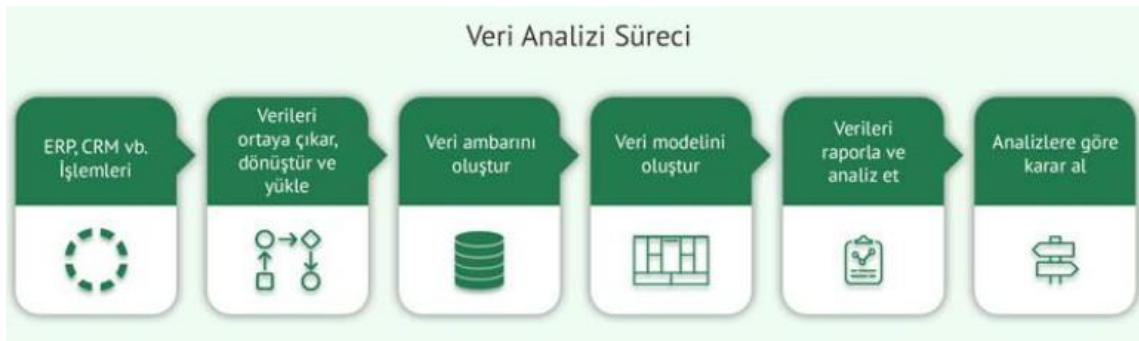 Veri Analizi Süreci
ERP, CRM vb.
İşlemleri
Verileri
ortaya çıkar,
dönüştür ve
yükle
Veri ambarını
oluştur
Veri modelini
oluştur
Verileri
raporla ve
analiz et
Analizlere göre
karar al